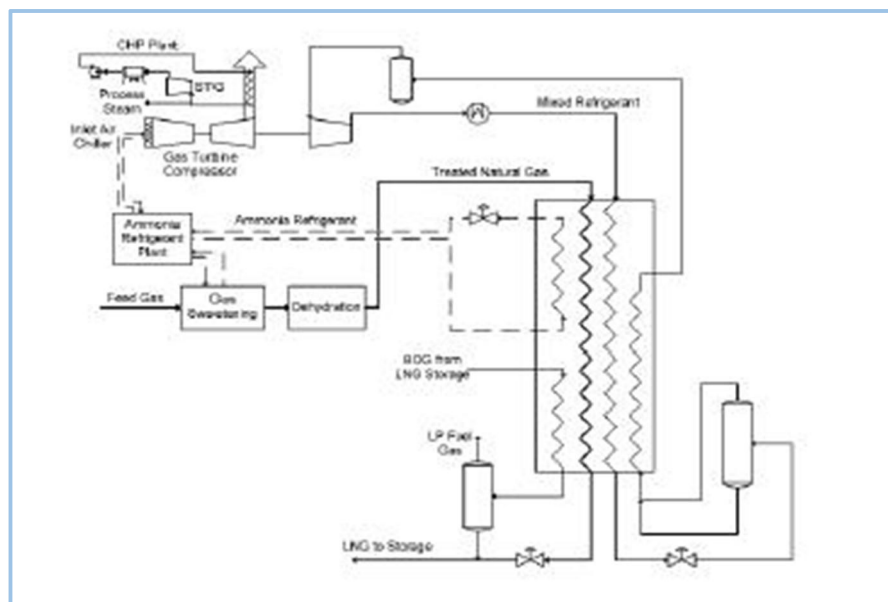 CHP Plant
STG
Process
Steam
Mixed Refrigerant
Inlet Air
Chiller
Gas Turbine
Compressor
Treated Natural Gas
Ammonia Refrigerant
Ammonia
Refrigerant
Plant
Feed Gas
Gas
Sweetening
Dehydration
BOG from
LNG Storage
LP Fuel
Gas
LNG to Storage